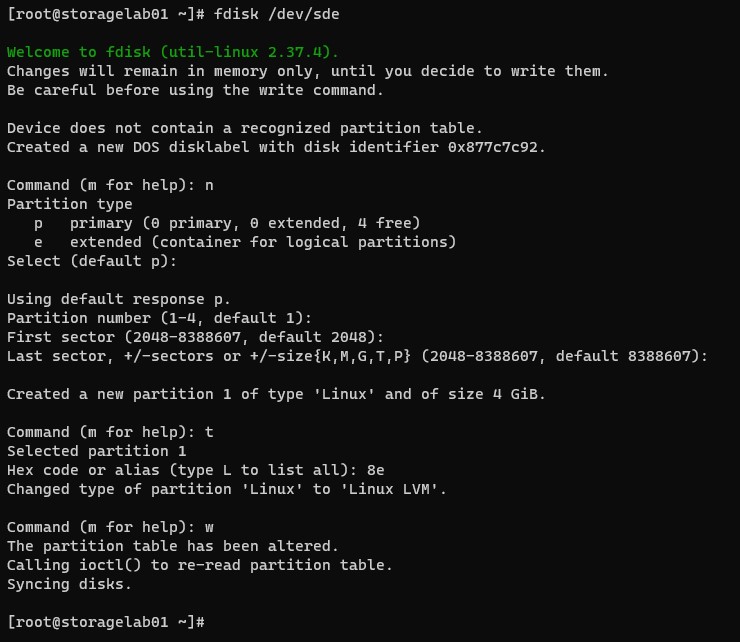 [root@storagelab01 ~]# fdisk /dev/sde
Welcome to fdisk (util-linux 2.37.4).
Changes will remain in memory only, until you decide to write them.
Be careful before using the write command.
Device does not contain a recognized partition table.
Created a new DOS disklabel with disk identifier 0x877c7c92.
Command (m for help): n
Partition type
   p   primary (0 primary, 0 extended, 4 free)
   e   extended (container for logical partitions)
Select (default p):
Using default response p.
Partition number (1-4, default 1):
First sector (2048-8388607, default 2048):
Last sector, +/-sectors or +/-size{K,M,G,T,P} (2048-8388607, default 8388607):
Created a new partition 1 of type 'Linux' and of size 4 GiB.
Command (m for help): t
Selected partition 1
Hex code or alias (type L to list all): 8e
Changed type of partition 'Linux' to 'Linux LVM'.
Command (m for help): w
The partition table has been altered.
Calling ioctl() to re-read partition table.
Syncing disks.
[root@storagelab01 ~]#